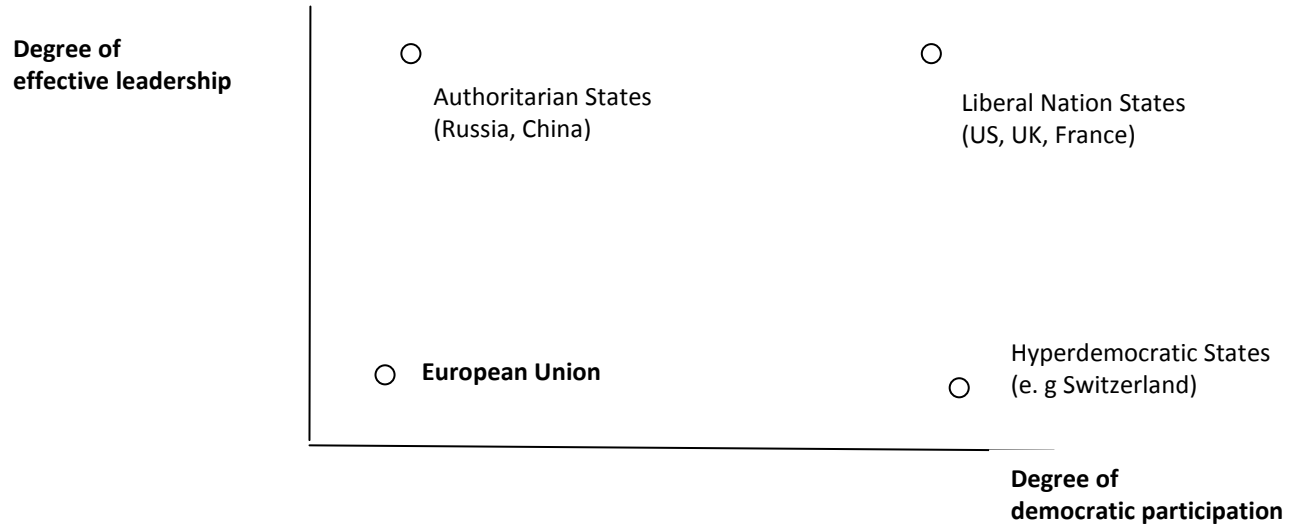 Degree of
effective leadership
Authoritarian States
(Russia, China)
Liberal Nation States
(US, UK, France)
European Union
Hyperdemocratic States
(e. g Switzerland)
Degree of
democratic participation